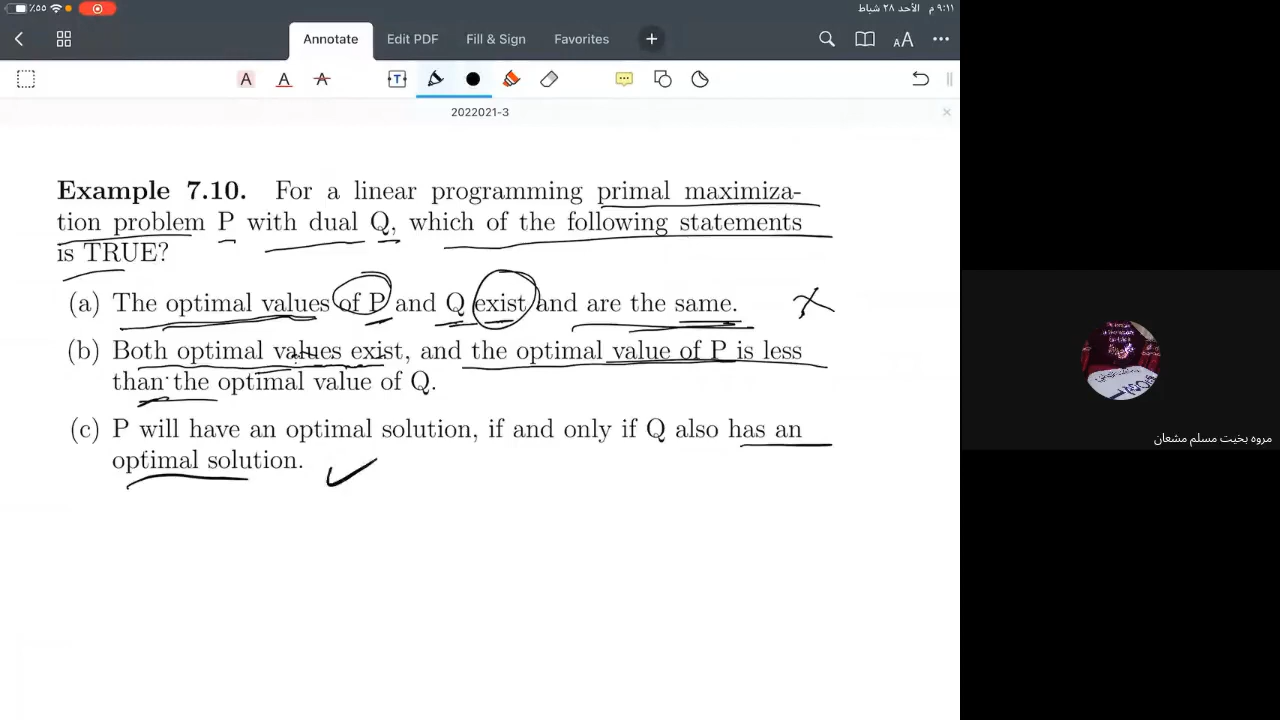 ٪٥٥
٩:١١ م الأحد ٢٨ شباط
Annotate Edit PDF Fill & Sign Favorites
2022021-3
Example 7.10. For a linear programming primal maximiza-
tion problem P with dual Q, which of the following statements
is TRUE?
(a) The optimal values of P and Q exist and are the same.
(b) Both optimal values exist, and the optimal value of P is less
than the optimal value of Q.
(c) P will have an optimal solution, if and only if Q also has an
optimal solution.
مروه بخيت مسلم مشعان